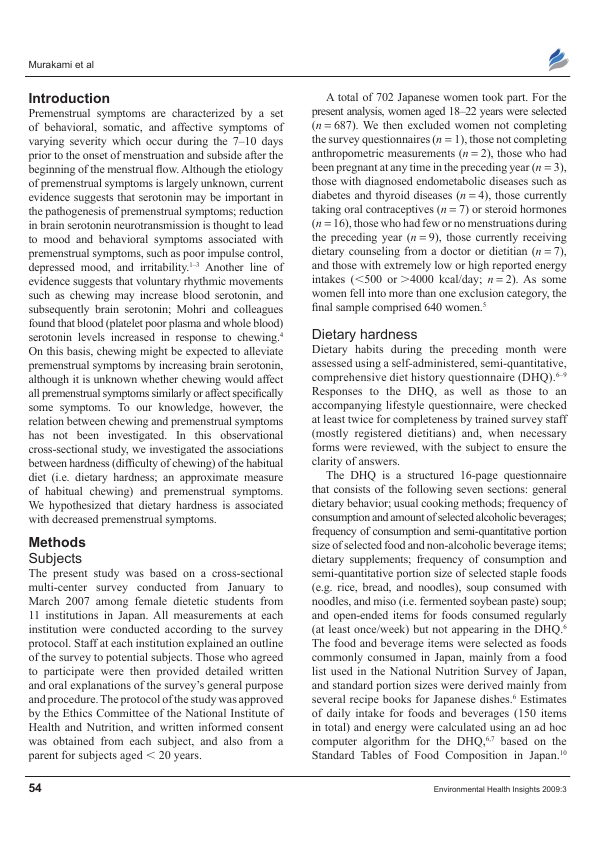 Murakami et al
Introduction
Premenstrual symptoms are characterized by a set
of behavioral, somatic, and affective symptoms of
varying severity which occur during the 7–10 days
prior to the onset of menstruation and subside after the
beginning of the menstrual flow. Although the etiology
of premenstrual symptoms is largely unknown, current
evidence suggests that serotonin may be important in
the pathogenesis of premenstrual symptoms; reduction
in brain serotonin neurotransmission is thought to lead
to mood and behavioral symptoms associated with
premenstrual symptoms, such as poor impulse control,
depressed mood, and irritability.1–3 Another line of
evidence suggests that voluntary rhythmic movements
such as chewing may increase blood serotonin, and
subsequently brain serotonin; Mohri and colleagues
found that blood (platelet poor plasma and whole blood)
serotonin levels increased in response to chewing.4
On this basis, chewing might be expected to alleviate
premenstrual symptoms by increasing brain serotonin,
although it is unknown whether chewing would affect
all premenstrual symptoms similarly or affect specifically
some symptoms. To our knowledge, however, the
relation between chewing and premenstrual symptoms
has not been investigated. In this observational
cross-sectional study, we investigated the associations
between hardness (difficulty of chewing) of the habitual
diet (i.e. dietary hardness; an approximate measure
of habitual chewing) and premenstrual symptoms.
We hypothesized that dietary hardness is associated
with decreased premenstrual symptoms.
Methods
Subjects
The present study was based on a cross-sectional
multi-center survey conducted from January to
March 2007 among female dietetic students from
11 institutions in Japan. All measurements at each
institution were conducted according to the survey
protocol. Staff at each institution explained an outline
of the survey to potential subjects. Those who agreed
to participate were then provided detailed written
and oral explanations of the survey's general purpose
and procedure. The protocol of the study was approved
by the Ethics Committee of the National Institute of
Health and Nutrition, and written informed consent
was obtained from each subject, and also from a
parent for subjects aged < 20 years.
A total of 702 Japanese women took part. For the
present analysis, women aged 18–22 years were selected
(n = 687). We then excluded women not completing
the survey questionnaires (n = 1), those not completing
anthropometric measurements (n = 2), those who had
been pregnant at any time in the preceding year (n = 3),
those with diagnosed endometabolic diseases such as
diabetes and thyroid diseases (n = 4), those currently
taking oral contraceptives (n = 7) or steroid hormones
(n = 16), those who had few or no menstruations during
the preceding year (n = 9), those currently receiving
dietary counseling from a doctor or dietitian (n = 7),
and those with extremely low or high reported energy
intakes (<500 or >4000 kcal/day; n = 2). As some
women fell into more than one exclusion category, the
final sample comprised 640 women.5
Dietary hardness
Dietary habits during the preceding month were
assessed using a self-administered, semi-quantitative,
comprehensive diet history questionnaire (DHQ).6–9
Responses to the DHQ, as well as those to an
accompanying lifestyle questionnaire, were checked
at least twice for completeness by trained survey staff
(mostly registered dietitians) and, when necessary
forms were reviewed, with the subject to ensure the
clarity of answers.
The DHQ is a structured 16-page questionnaire
that consists of the following seven sections: general
dietary behavior; usual cooking methods; frequency of
consumption and amount of selected alcoholic beverages;
frequency of consumption and semi-quantitative portion
size of selected food and non-alcoholic beverage items;
dietary supplements; frequency of consumption and
semi-quantitative portion size of selected staple foods
(e.g. rice, bread, and noodles), soup consumed with
noodles, and miso (i.e. fermented soybean paste) soup;
and open-ended items for foods consumed regularly
(at least once/week) but not appearing in the DHQ.6
The food and beverage items were selected as foods
commonly consumed in Japan, mainly from a food
list used in the National Nutrition Survey of Japan,
and standard portion sizes were derived mainly from
several recipe books for Japanese dishes.6 Estimates
of daily intake for foods and beverages (150 items
in total) and energy were calculated using an ad hoc
computer algorithm for the DHQ,6,7 based on the
Standard Tables of Food Composition in Japan.10
54
Environmental Health Insights 2009:3